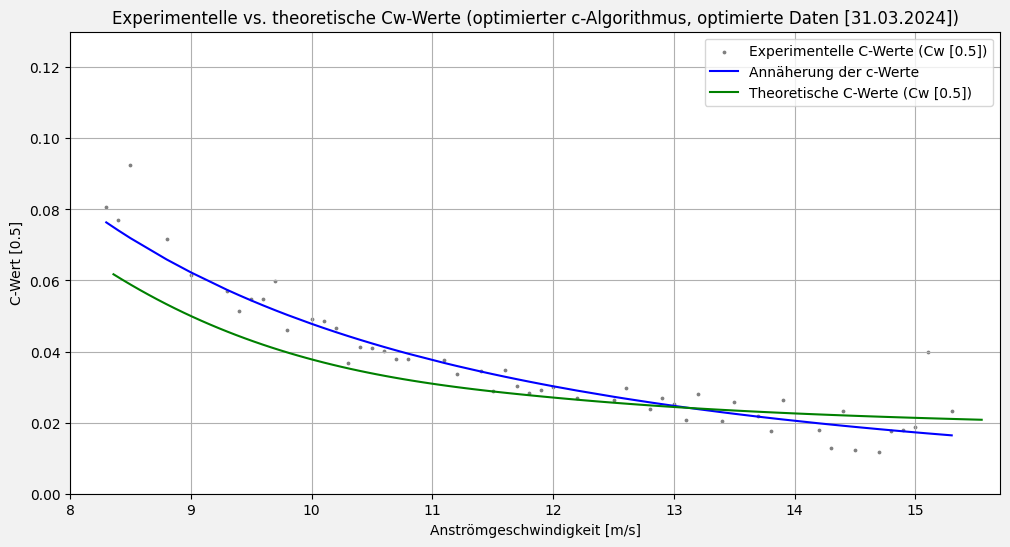 Experimentelle vs. theoretische Cw-Werte (optimierter c-Algorithmus, optimierte Daten [31.03.2024])
Experimentelle C-Werte (Cw [0.5])
Annäherung der c-Werte
Theoretische C-Werte (Cw [0.5])
C-Wert [0.5]
0.12
0.10
0.08
0.06
0.04
0.02
0.00
8 9 10 11 12 13 14 15
Anströmgeschwindigkeit [m/s]